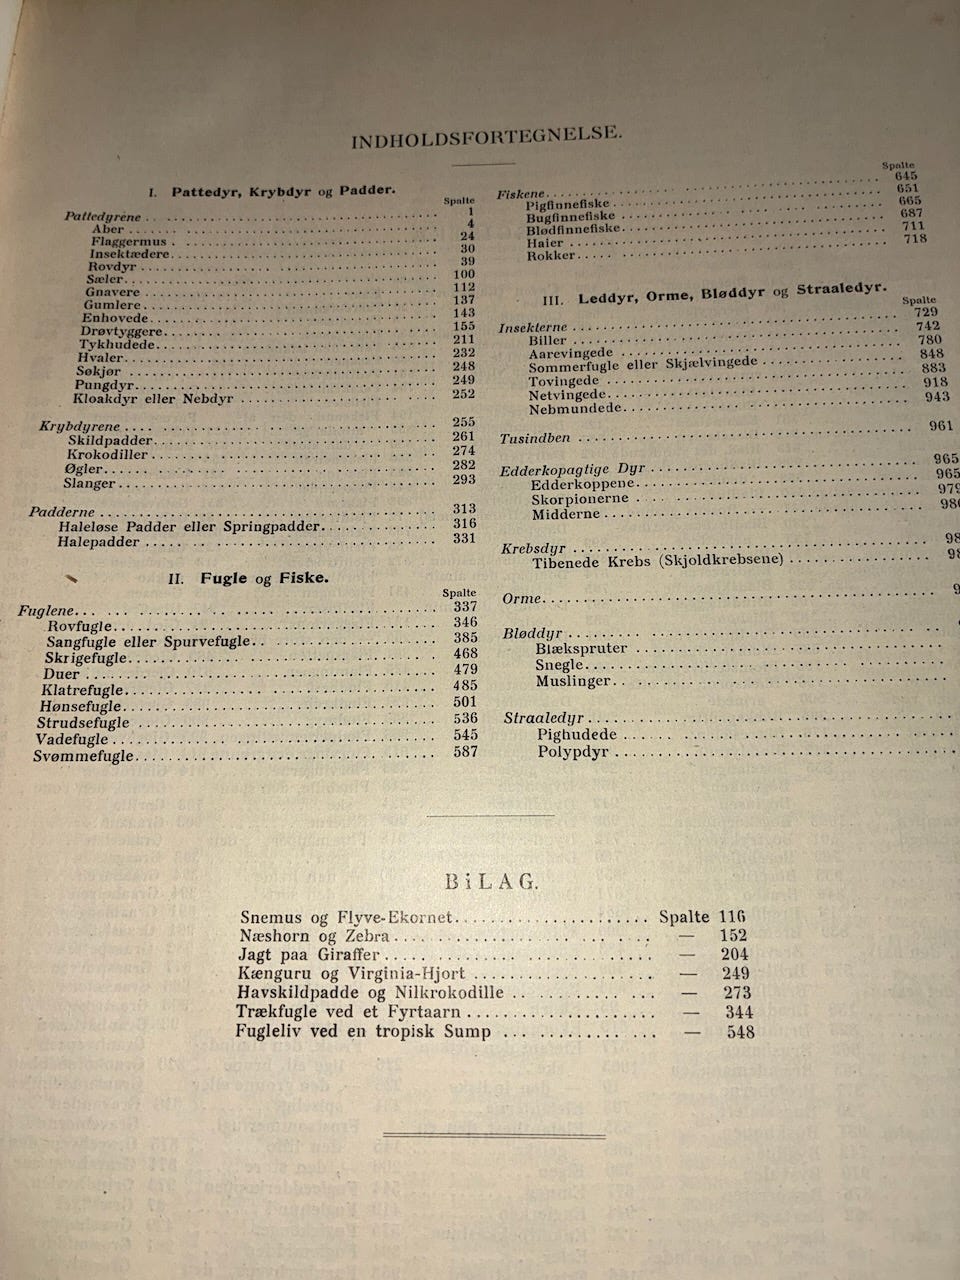 INDHOLDSFORTEGNELSE.
I. Pattedyr, Krybdyr og Padder.
Spalte
Pattedyrene 1
Aber 4
Flaggermus 24
Insektædere 30
Rovdyr 39
Sæler 100
Gnavere 112
Gumlere 137
Enhovede 143
Drøvtyggere 155
Tykhudede 211
Hvaler 232
Søkjør 248
Pungdyr 249
Kloakdyr eller Nebdyr 252
Krybdyrene 255
Skildpadder 261
Krokodiller 274
Øgler 282
Slanger 293
Padderne 313
Haleløse Padder eller Springpadder 316
Halepadder 331
II. Fugle og Fiske.
Spalte
Fuglene 337
Rovfugle 346
Sangfugle eller Spurvefugle 385
Skrigefugle 468
Duer 479
Klatrefugle 485
Hønsefugle 501
Strudsefugle 536
Vadefugle 545
Svømmefugle 587
Spalte
Fiskene 645
Pigfinnefiske 651
Bugfinnefiske 665
Blødfinnefiske 687
Haier 711
Rokker 718
III. Leddyr, Orme, Bløddyr og Straaledyr.
Spalte
Insekterne 729
Biller 742
Aarevingede 780
Sommerfugle eller Skjælvingede 848
Tovingede 883
Netvingede 918
Nebmundede 943
Tusindben 961
Edderkopagtige Dyr 965
Edderkoppene 965
Skorpionerne
Midderne
Krebsdyr
Tibenede Krebs (Skjoldkrebsene)
Orme
Bløddyr
Blækspruter
Snegle
Muslinger
Straaledyr
Pighudede
Polypdyr
BILAG.
Snemus og Flyve-Ekornet Spalte 116
Næshorn og Zebra — 152
Jagt paa Giraffer — 204
Kænguru og Virginia-Hjort — 249
Havskildpadde og Nilkrokodille — 273
Trækfugle ved et Fyrtaarn — 344
Fugleliv ved en tropisk Sump — 548